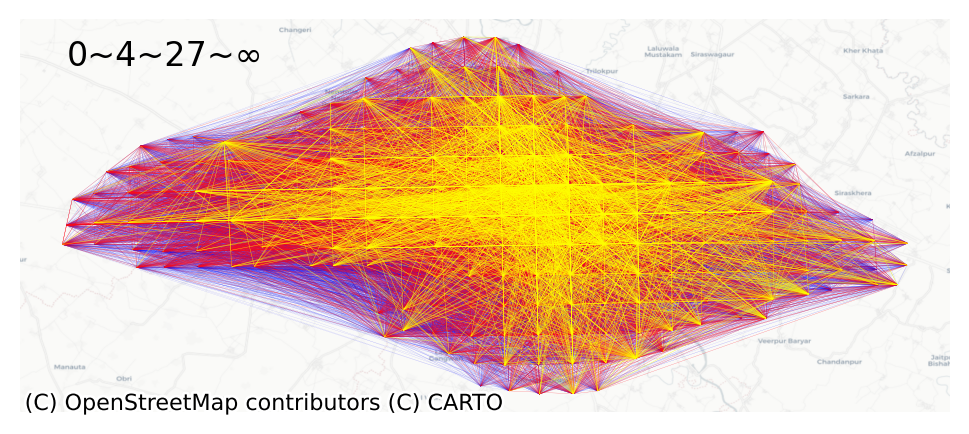 Changeri
0~4~27~∞
Laluwala
Mustakam
Siraswagaur
Kher Khata
Trilokpur
Sarkara
Afzalpur
Siraskhera
Veerpur Baryar
Chandanpur
Manauta
Obri
(C) OpenStreetMap contributors (C) CARTO